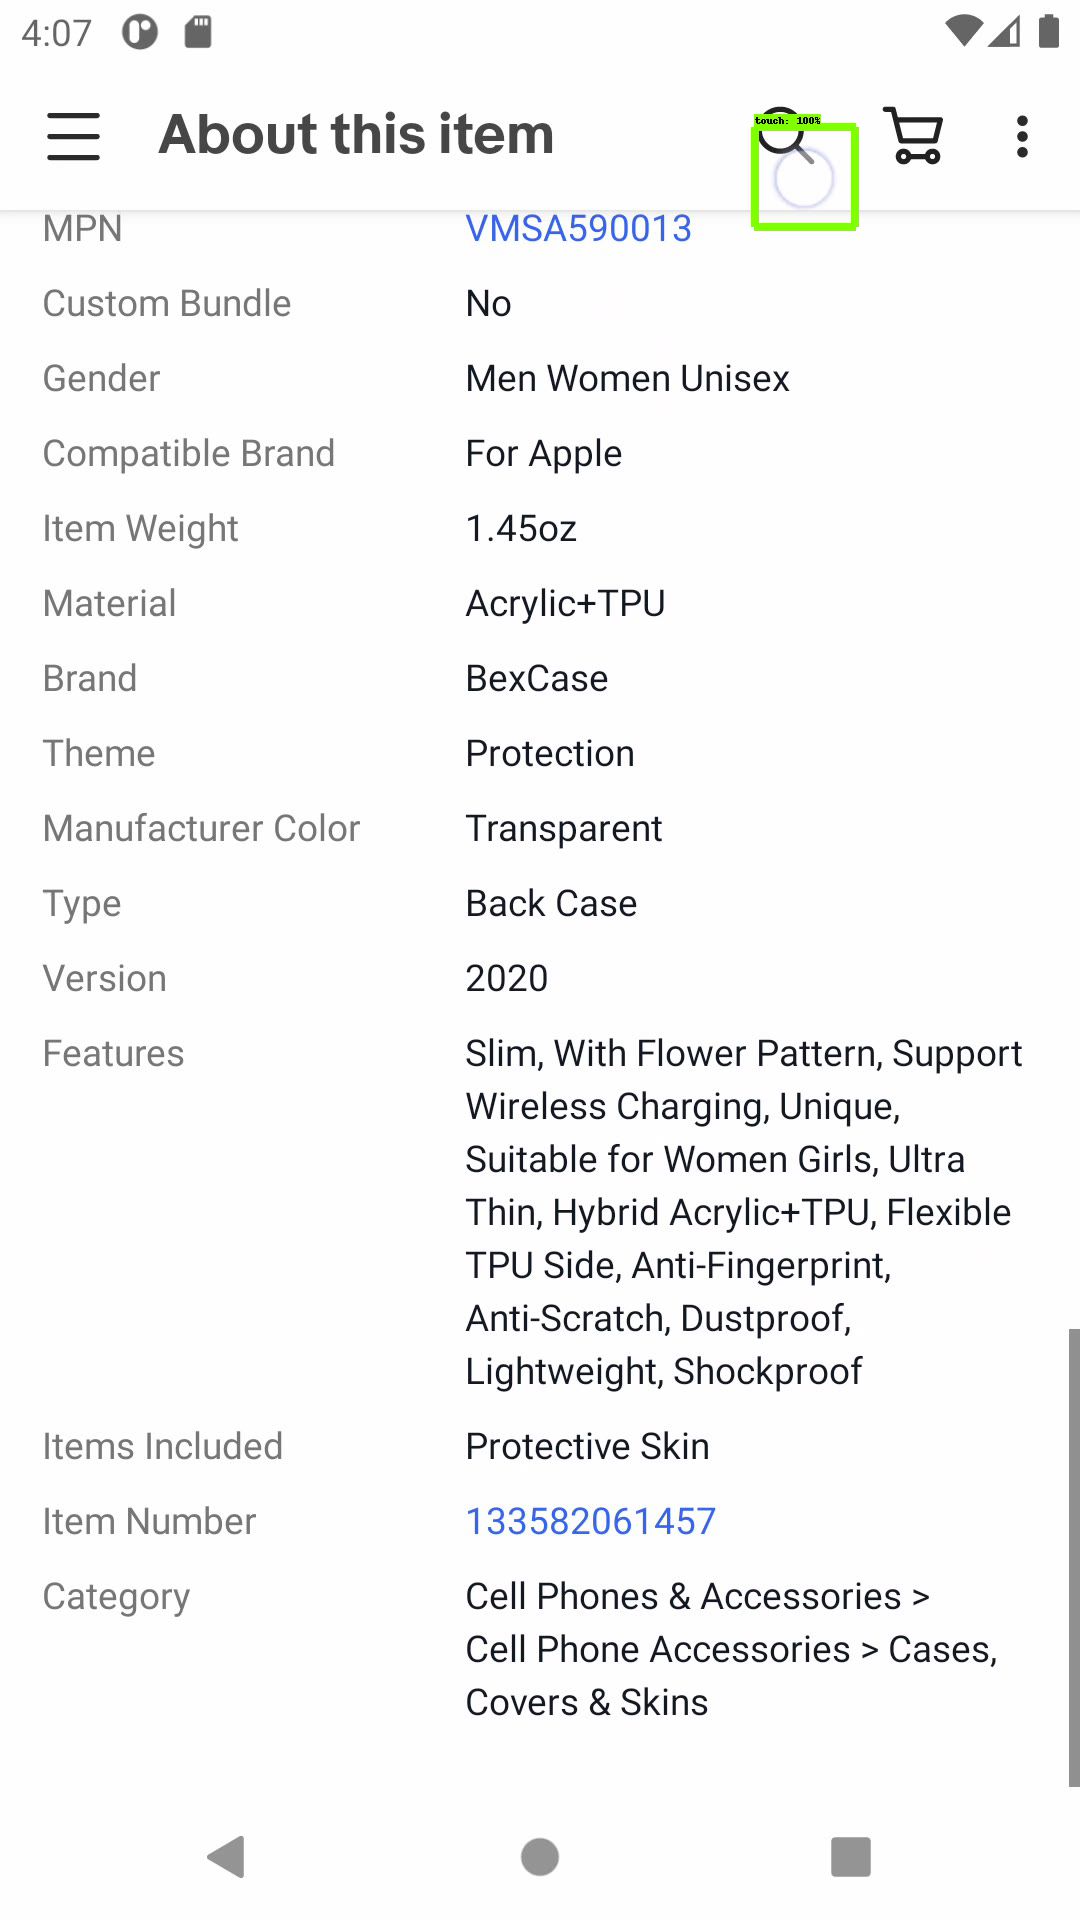 4:07
About this item
touch: 100%
MPN VMSA590013
Custom Bundle No
Gender Men Women Unisex
Compatible Brand For Apple
Item Weight 1.45oz
Material Acrylic+TPU
Brand BexCase
Theme Protection
Manufacturer Color Transparent
Type Back Case
Version 2020
Features Slim, With Flower Pattern, Support
Wireless Charging, Unique,
Suitable for Women Girls, Ultra
Thin, Hybrid Acrylic+TPU, Flexible
TPU Side, Anti-Fingerprint,
Anti-Scratch, Dustproof,
Lightweight, Shockproof
Items Included Protective Skin
Item Number 133582061457
Category Cell Phones & Accessories >
Cell Phone Accessories > Cases,
Covers & Skins